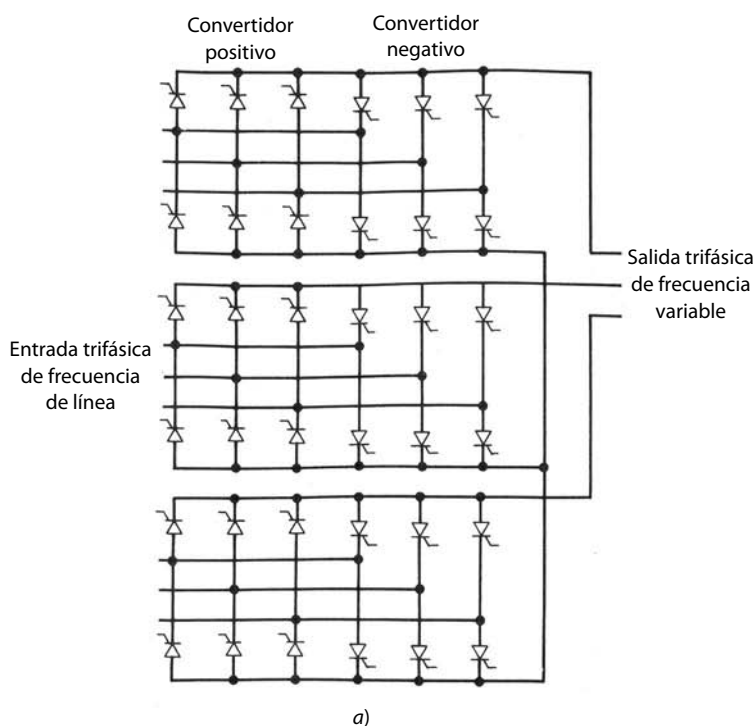 Convertidor
positivo
Convertidor
negativo
Salida trifásica
de frecuencia
variable
Entrada trifásica
de frecuencia
de línea
a)